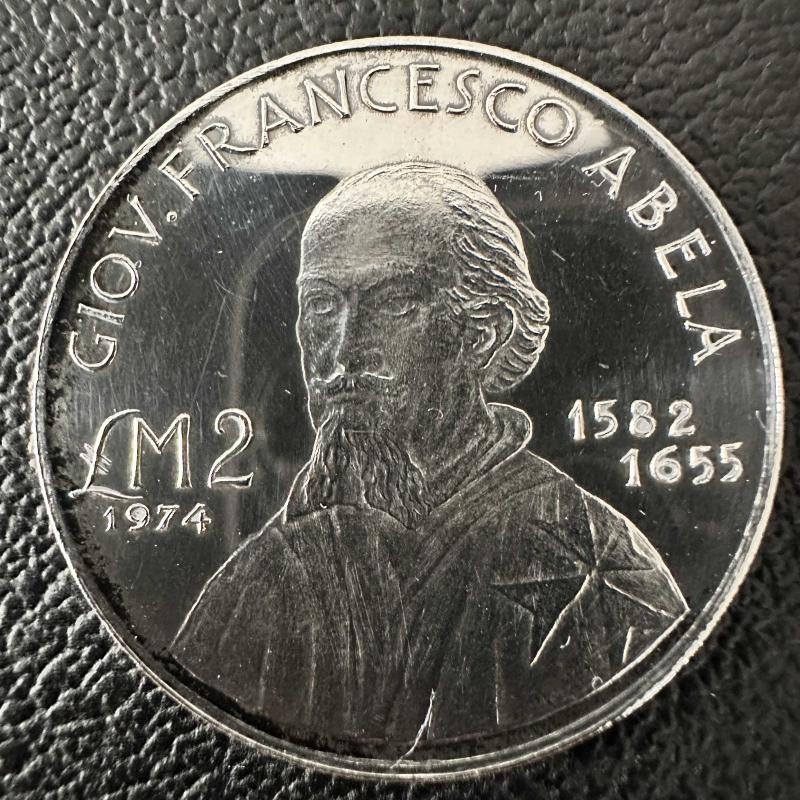 GIOV. FRANCESCO ABELA
£M2
1974
1582
1655